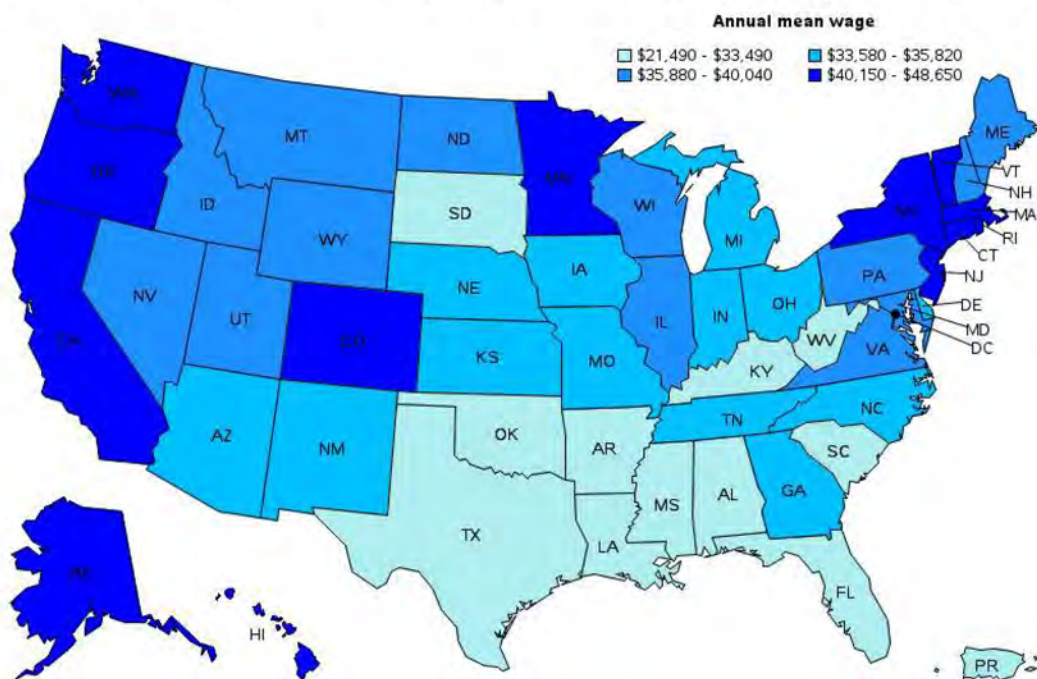 Annual mean wage
$21,490 - $33,490 $33,580 - $35,820
$35,880 - $40,040 $40,150 - $48,650
WA
MT
ND
ME
VT
OR
MN
NH
ID
SD
WI
NY
MA
WY
MI
RI
CT
IA
PA
NJ
NV
NE
OH
DE
UT
IL
IN
MD
CA
CO
WV
DC
KS
MO
KY
VA
TN
NC
AZ
NM
OK
AR
SC
MS
AL
GA
TX
LA
AK
FL
HI
PR